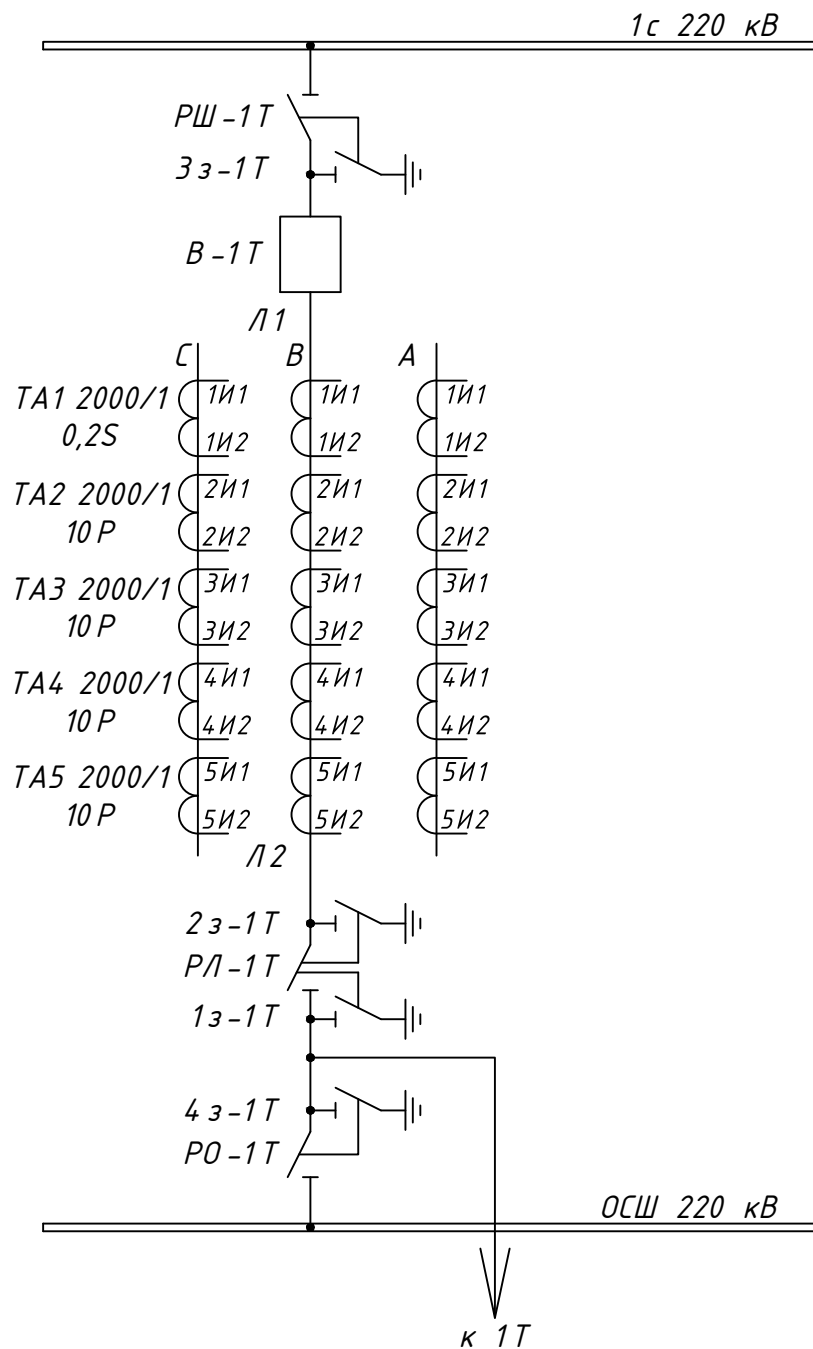 1с 220 кВ
РШ-1Т
3з-1Т
В-1Т
Л1
С В А
ТА1 2000/1
0,2S
1И1 1И1 1И1
1И2 1И2 1И2
ТА2 2000/1
10Р
2И1 2И1 2И1
2И2 2И2 2И2
ТА3 2000/1
10Р
3И1 3И1 3И1
3И2 3И2 3И2
ТА4 2000/1
10Р
4И1 4И1 4И1
4И2 4И2 4И2
ТА5 2000/1
10Р
5И1 5И1 5И1
5И2 5И2 5И2
Л2
2з-1Т
РЛ-1Т
1з-1Т
4з-1Т
РО-1Т
ОСШ 220 кВ
к 1Т